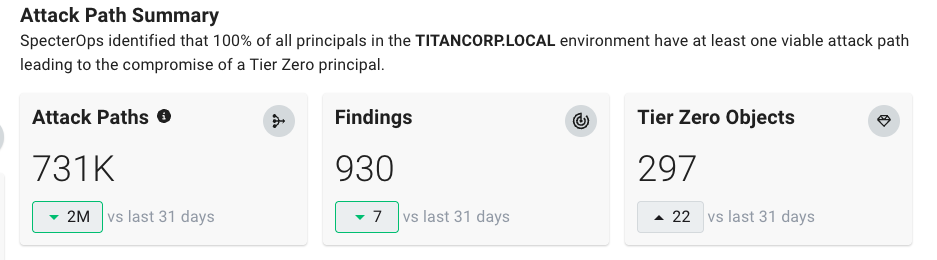 Attack Path Summary
SpecterOps identified that 100% of all principals in the TITANCORP.LOCAL environment have at least one viable attack path
leading to the compromise of a Tier Zero principal.
Attack Paths
731K
2M vs last 31 days
Findings
930
7 vs last 31 days
Tier Zero Objects
297
22 vs last 31 days